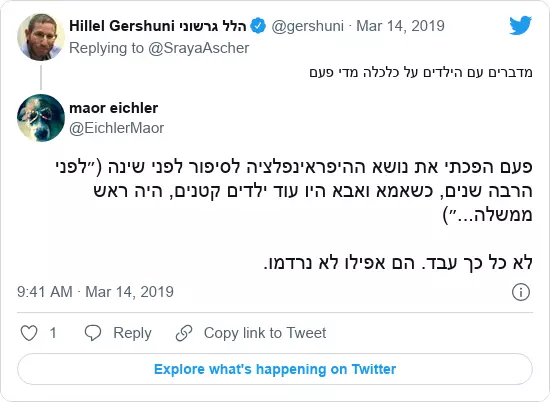 Hillel Gershuni הלל גרשוני @gershuni · Mar 14, 2019
Replying to @SrayaAscher
מדברים עם הילדים על כלכלה מדי פעם
maor eichler
@EichlerMaor
פעם הפכתי את נושא ההיפראינפלציה לסיפור לפני שינה (״לפני
הרבה שנים, כשאמא ואבא היו עוד ילדים קטנים, היה ראש
ממשלה...״)
לא כל כך עבד. הם אפילו לא נרדמו.
9:41 AM · Mar 14, 2019
1 Reply Copy link to Tweet
Explore what's happening on Twitter